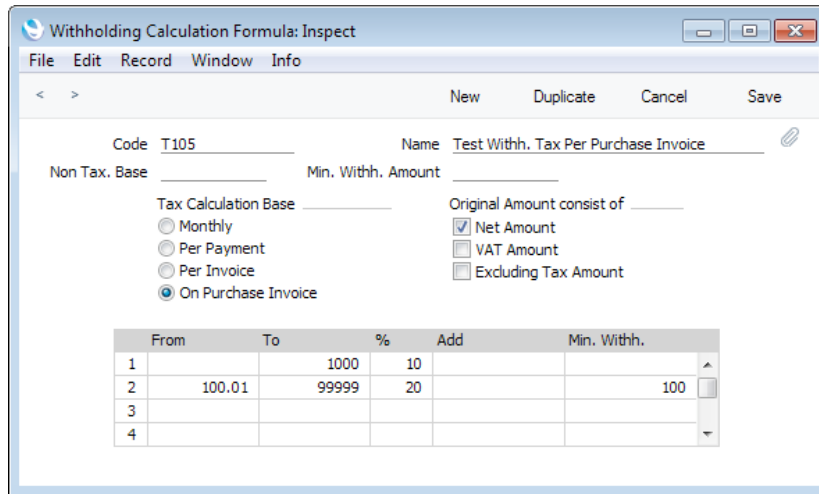 Withholding Calculation Formula: Inspect
File Edit Record Window Info
< > New Duplicate Cancel Save
Code T105 Name Test Withh. Tax Per Purchase Invoice
Non Tax. Base Min. Withh. Amount
Tax Calculation Base Original Amount consist of
Monthly Net Amount
Per Payment VAT Amount
Per Invoice Excluding Tax Amount
On Purchase Invoice
From To % Add Min. Withh.
1 1000 10
2 100.01 99999 20 100
3
4